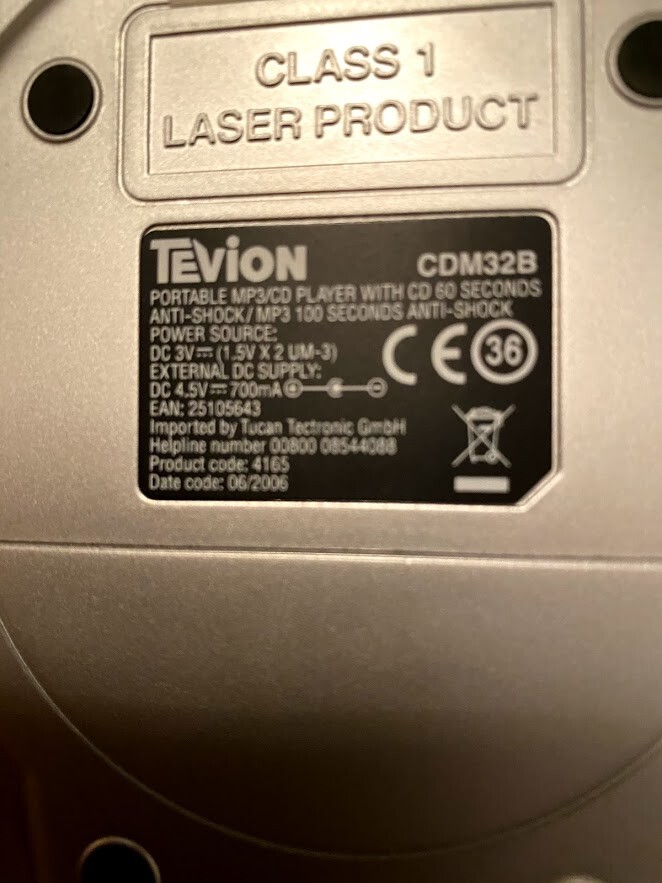 CLASS 1
LASER PRODUCT
TEViON CDM32B
PORTABLE MP3/CD PLAYER WITH CD 60 SECONDS
ANTI-SHOCK/MP3 100 SECONDS ANTI-SHOCK
POWER SOURCE:
DC 3V⎓(1.5V X 2 UM-3)
EXTERNAL DC SUPPLY:
DC 4.5V⎓700mA
CE 36
EAN: 25105643
Imported by Tucan Tectronic GmbH
Helpline number 00800 08544088
Product code: 4165
Date code: 06/2006